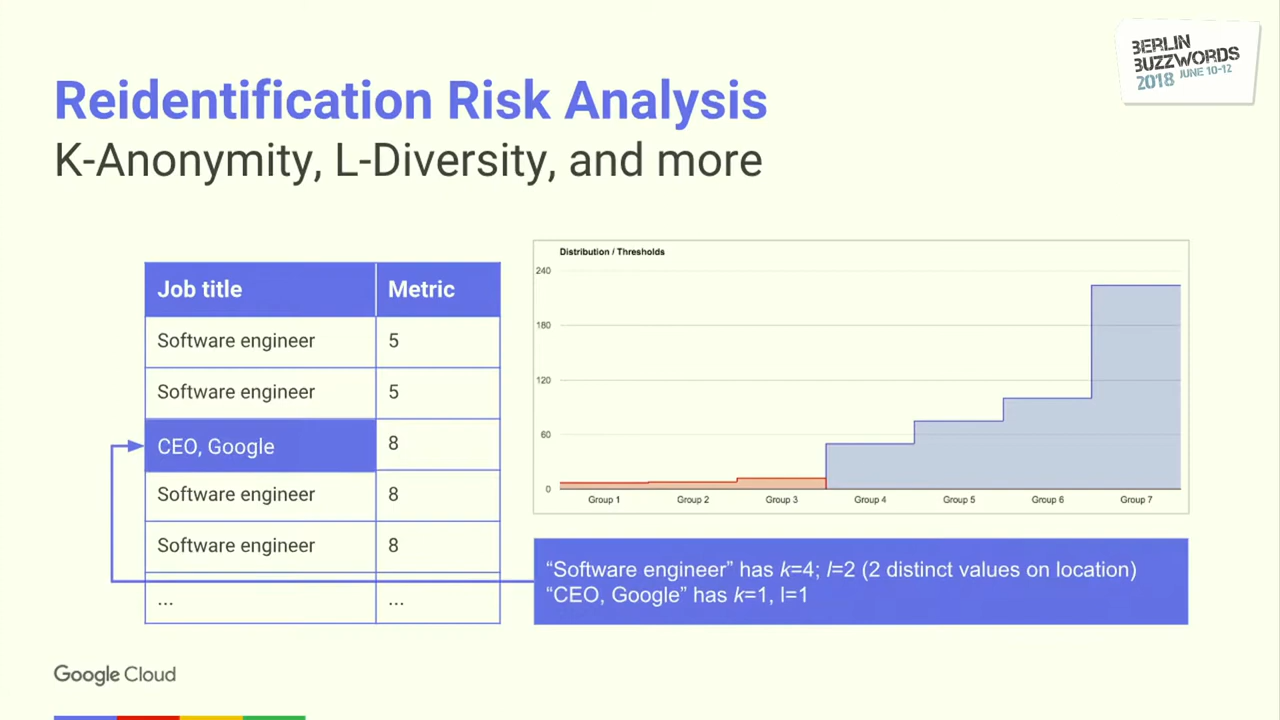 BERLIN
BUZZWORDS
2018 JUNE 10-12
Reidentification Risk Analysis
K-Anonymity, L-Diversity, and more
Job title Metric
Software engineer 5
Software engineer 5
CEO, Google 8
Software engineer 8
Software engineer 8
... ...
Distribution / Thresholds
240
180
120
60
0
Group 1 Group 2 Group 3 Group 4 Group 5 Group 6 Group 7
“Software engineer” has k=4; l=2 (2 distinct values on location)
“CEO, Google” has k=1, l=1
Google Cloud